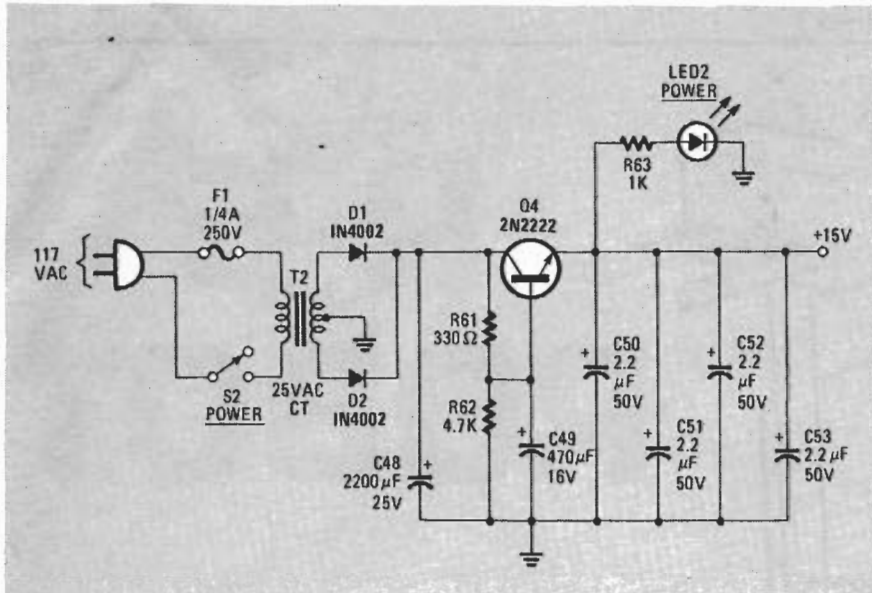 LED2
POWER
R63
1K
F1
1/4A
250V
D1
IN4002
Q4
2N2222
+15V
117
VAC
T2
R61
330Ω
C50
2.2
µF
50V
C52
2.2
µF
50V
S2
POWER
25VAC
CT
D2
IN4002
R62
4.7K
C48
2200µF
25V
C49
470µF
16V
C51
2.2
µF
50V
C53
2.2µF
50V
+
+
+
+
+
+